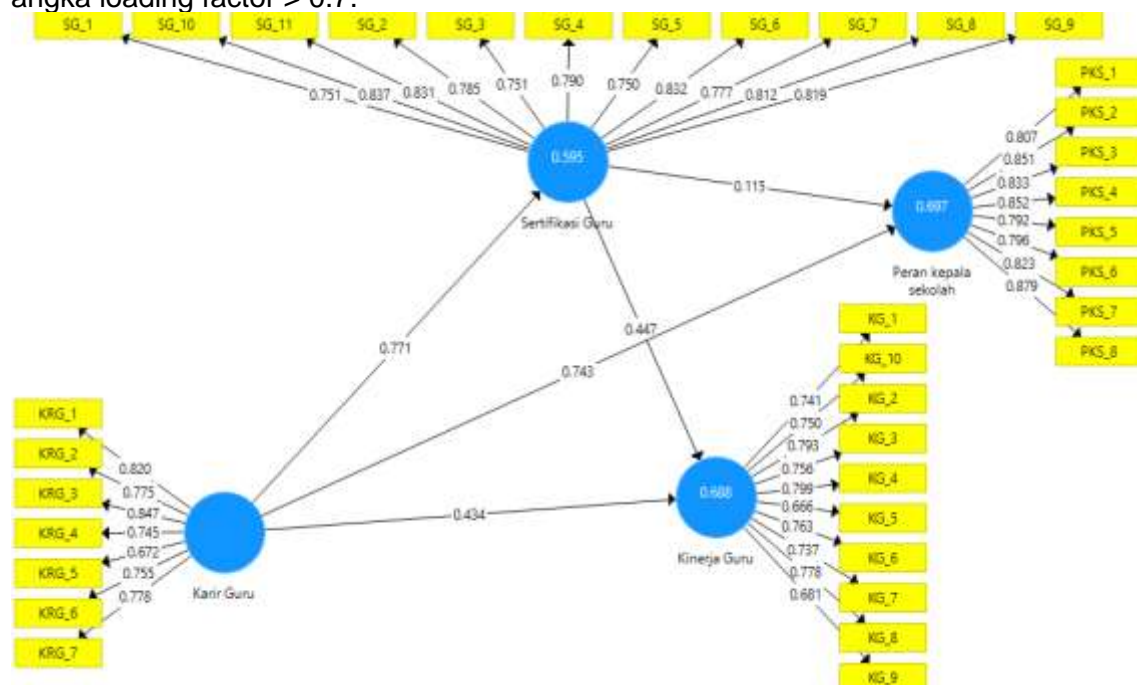 angka loading factor > 0.7.
SG_1 SG_10 SG_11 SG_2 SG_3 SG_4 SG_5 SG_6 SG_7 SG_8 SG_9
0.751 0.837 0.831 0.785 0.751 0.790 0.750 0.832 0.777 0.812 0.819
0.595
Sertifikasi Guru
0.115
PKS_1
PKS_2
PKS_3
PKS_4
PKS_5
PKS_6
PKS_7
PKS_8
0.807
0.851
0.833
0.852
0.792
0.796
0.823
0.879
0.697
Peran kepala
sekolah
0.771
0.743
0.447
KG_1
KG_10
KG_2
KG_3
KG_4
KG_5
KG_6
KG_7
KG_8
KG_9
0.741
0.750
0.793
0.756
0.799
0.666
0.763
0.737
0.778
0.681
0.688
Kinerja Guru
0.434
KRG_1
KRG_2
KRG_3
KRG_4
KRG_5
KRG_6
KRG_7
0.820
0.775
0.847
0.745
0.672
0.755
0.778
Karir Guru